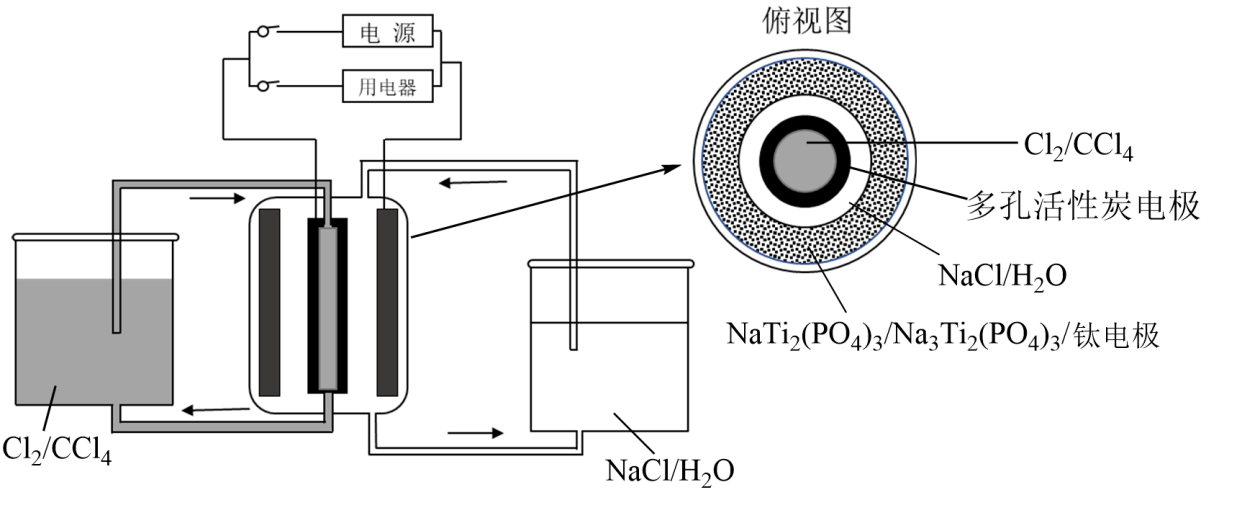 俯视图
电 源
用电器
Cl₂/CCl₄
多孔活性炭电极
NaCl/H₂O
NaTi₂(PO₄)₃/Na₃Ti₂(PO₄)₃/钛电极
Cl₂/CCl₄
NaCl/H₂O